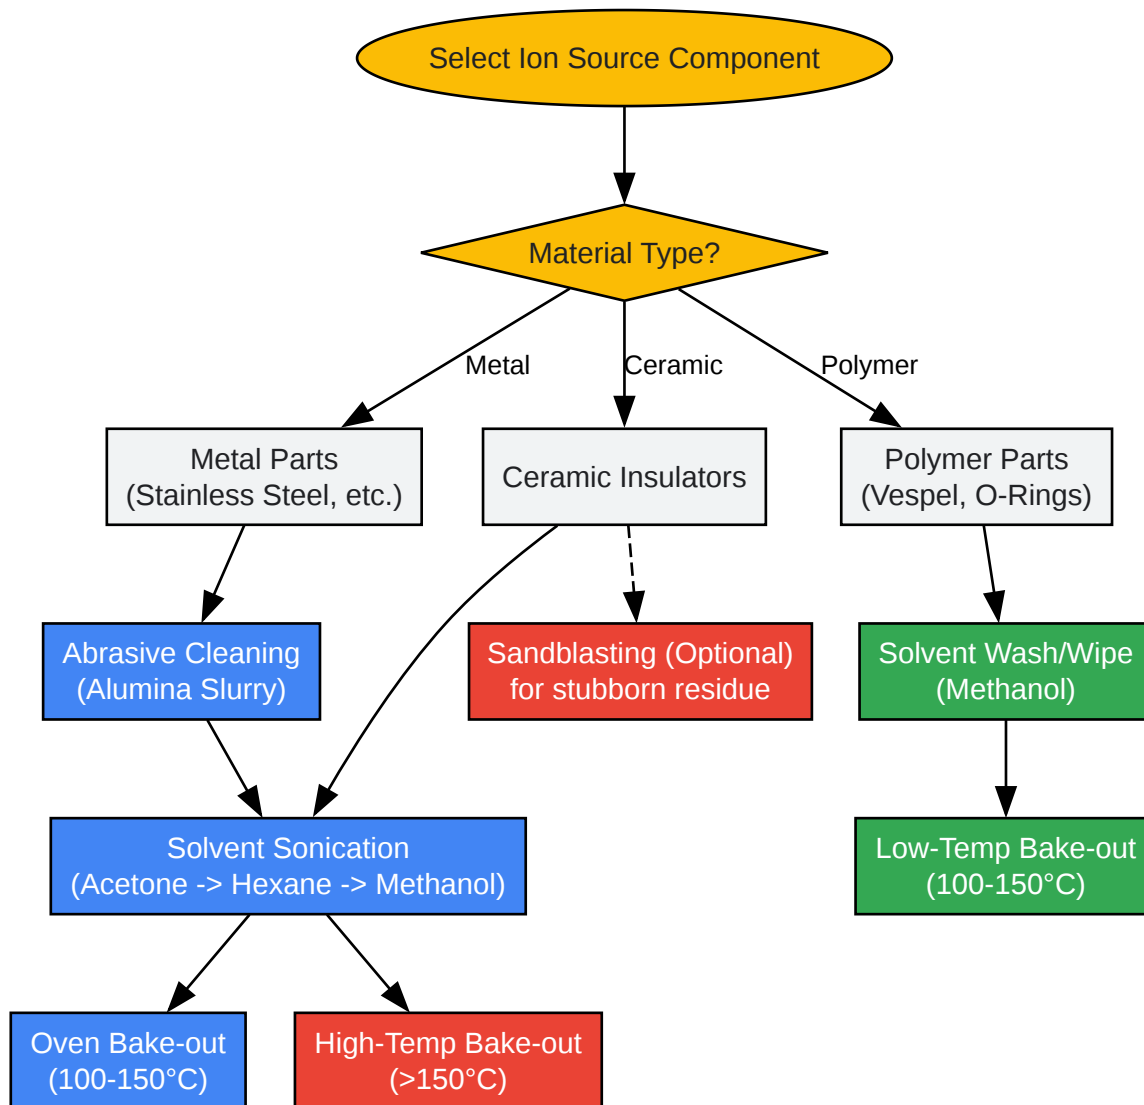 Select Ion Source Component
Material Type?
Metal
Ceramic
Polymer
Metal Parts
(Stainless Steel, etc.)
Ceramic Insulators
Polymer Parts
(Vespel, O-Rings)
Abrasive Cleaning
(Alumina Slurry)
Sandblasting (Optional)
for stubborn residue
Solvent Wash/Wipe
(Methanol)
Solvent Sonication
(Acetone -> Hexane -> Methanol)
Low-Temp Bake-out
(100-150°C)
Oven Bake-out
(100-150°C)
High-Temp Bake-out
(>150°C)